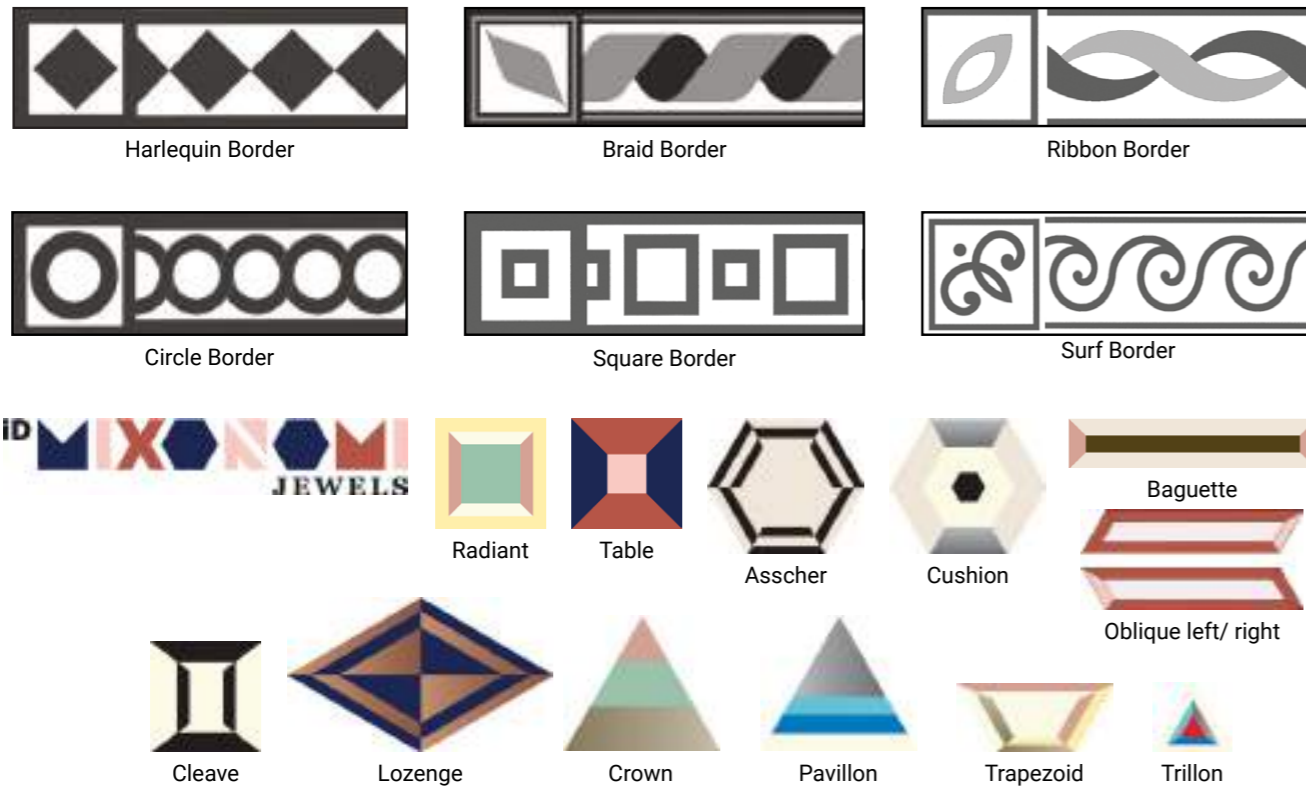 Harlequin Border
Braid Border
Ribbon Border
Circle Border
Square Border
Surf Border
iD MIXONOMI
JEWELS
Radiant
Table
Asscher
Cushion
Baguette
Oblique left/ right
Cleave
Lozenge
Crown
Pavillon
Trapezoid
Trillon